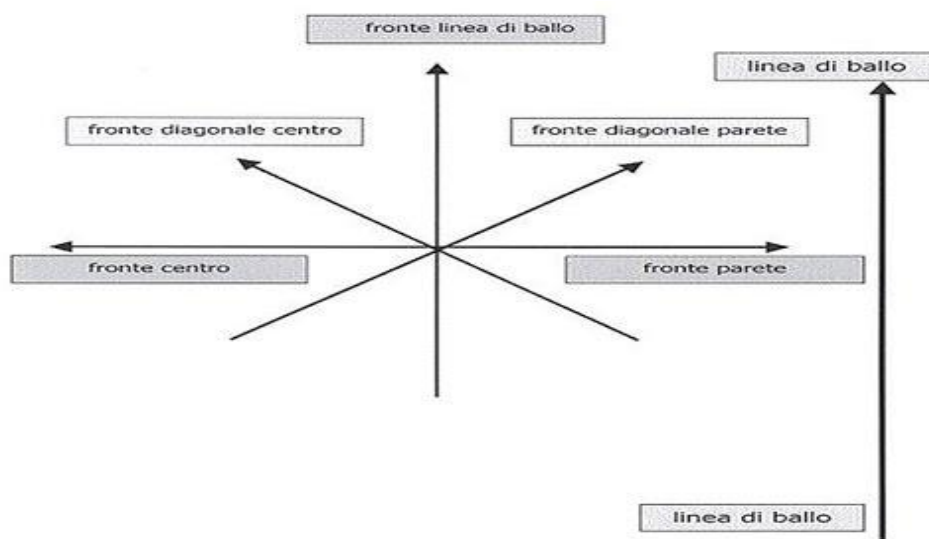 fronte linea di ballo
linea di ballo
fronte diagonale centro
fronte diagonale parete
fronte centro
fronte parete
linea di ballo